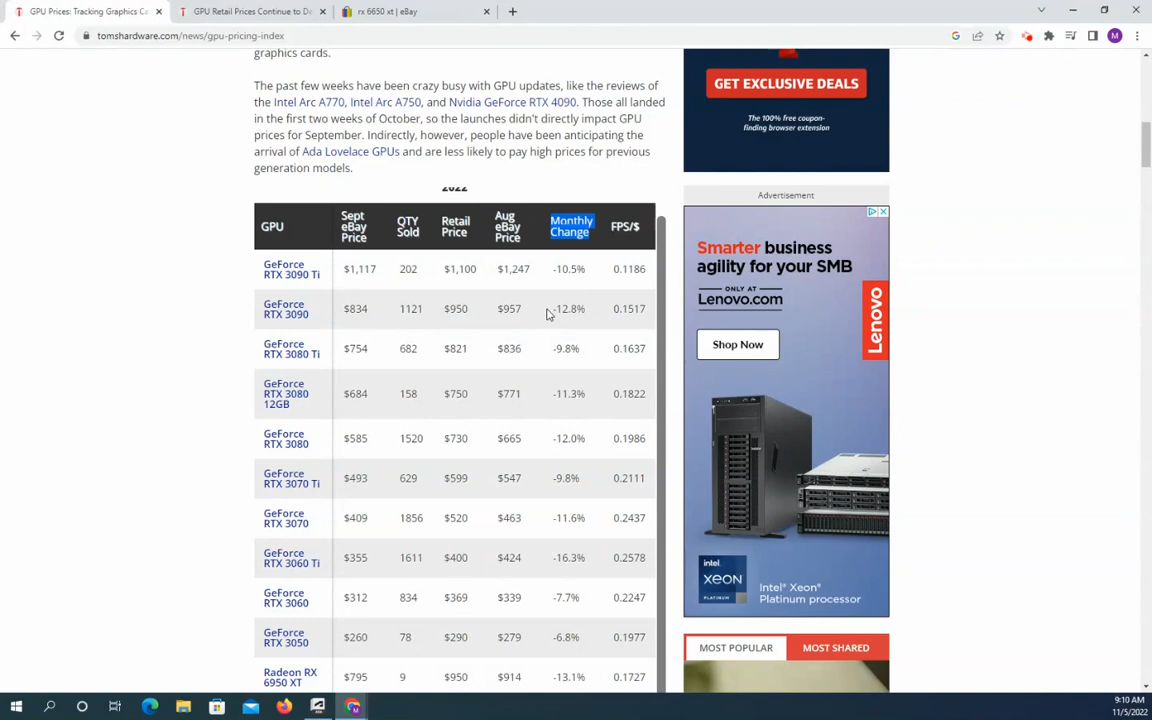 GPU Prices: Tracking Graphics Ca
GPU Retail Prices Continue to Do
rx 6650 xt | eBay
tomshardware.com/news/gpu-pricing-index
M
graphics cards.
The past few weeks have been crazy busy with GPU updates, like the reviews of
the Intel Arc A770, Intel Arc A750, and Nvidia GeForce RTX 4090. Those all landed
in the first two weeks of October, so the launches didn't directly impact GPU
prices for September. Indirectly, however, people have been anticipating the
arrival of Ada Lovelace GPUs and are less likely to pay high prices for previous
generation models.
2022
GPU Sept eBay Price QTY Sold Retail Price Aug eBay Price Monthly Change FPS/$
GeForce RTX 3090 Ti $1,117 202 $1,100 $1,247 -10.5% 0.1186
GeForce RTX 3090 $834 1121 $950 $957 -12.8% 0.1517
GeForce RTX 3080 Ti $754 682 $821 $836 -9.8% 0.1637
GeForce RTX 3080 12GB $684 158 $750 $771 -11.3% 0.1822
GeForce RTX 3080 $585 1520 $730 $665 -12.0% 0.1986
GeForce RTX 3070 Ti $493 629 $599 $547 -9.8% 0.2111
GeForce RTX 3070 $409 1856 $520 $463 -11.6% 0.2437
GeForce RTX 3060 Ti $355 1611 $400 $424 -16.3% 0.2578
GeForce RTX 3060 $312 834 $369 $339 -7.7% 0.2247
GeForce RTX 3050 $260 78 $290 $279 -6.8% 0.1977
Radeon RX 6950 XT $795 9 $950 $914 -13.1% 0.1727
GET EXCLUSIVE DEALS
The 100% free coupon-
finding browser extension
Advertisement
Smarter business
agility for your SMB
ONLY AT
Lenovo.com
Lenovo
Shop Now
intel
XEON
PLATINUM
Intel® Xeon®
Platinum processor
MOST POPULAR
MOST SHARED
9:10 AM
11/5/2022